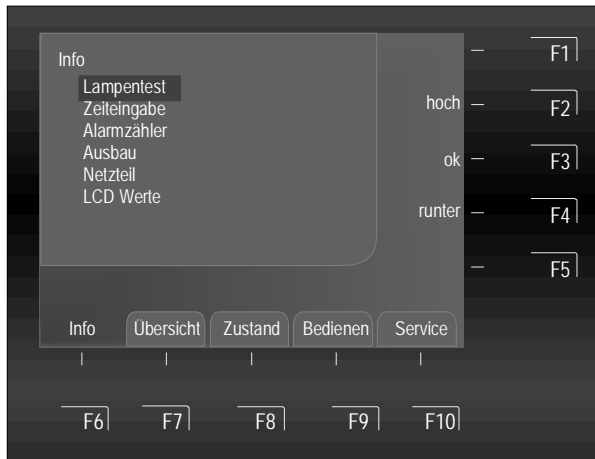 Info
Lampentest
Zeiteingabe
Alarmzähler
Ausbau
Netzteil
LCD Werte
F1
hoch F2
ok F3
runter F4
F5
Info Übersicht Zustand Bedienen Service
F6 F7 F8 F9 F10